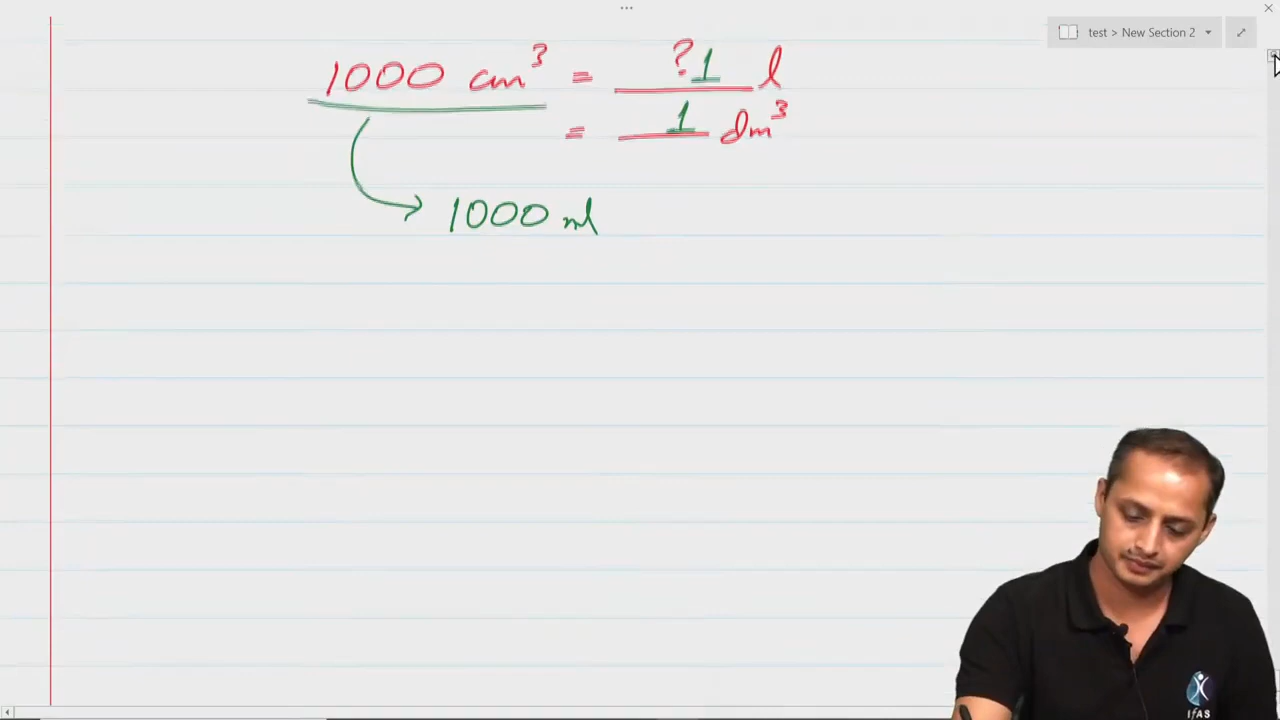 test > New Section 2
1000 cm³ = ?1 l
= 1 dm³
1000 ml
IFAS